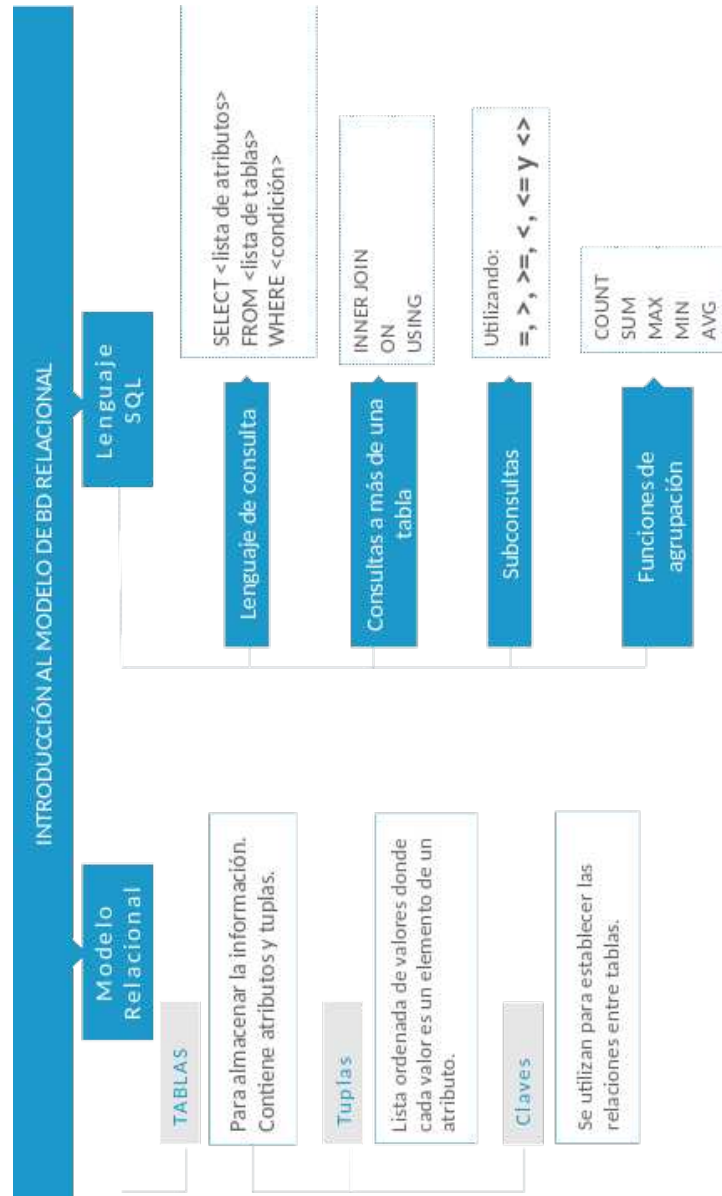 INTRODUCCIÓN AL MODELO DE BD RELACIONAL
Modelo
Relacional
TABLAS
Para almacenar la información.
Contiene atributos y tuplas.
Tuplas
Lista ordenada de valores donde
cada valor es un elemento de un
atributo.
Claves
Se utilizan para establecer las
relaciones entre tablas.
Lenguaje
SQL
Lenguaje de consulta
SELECT <lista de atributos>
FROM <lista de tablas>
WHERE <condición>
Consultas a más de una
tabla
INNER JOIN
ON
USING
Subconsultas
Utilizando:
=, >, >=, <, <= y <>
Funciones de
agrupación
COUNT
SUM
MAX
MIN
AVG